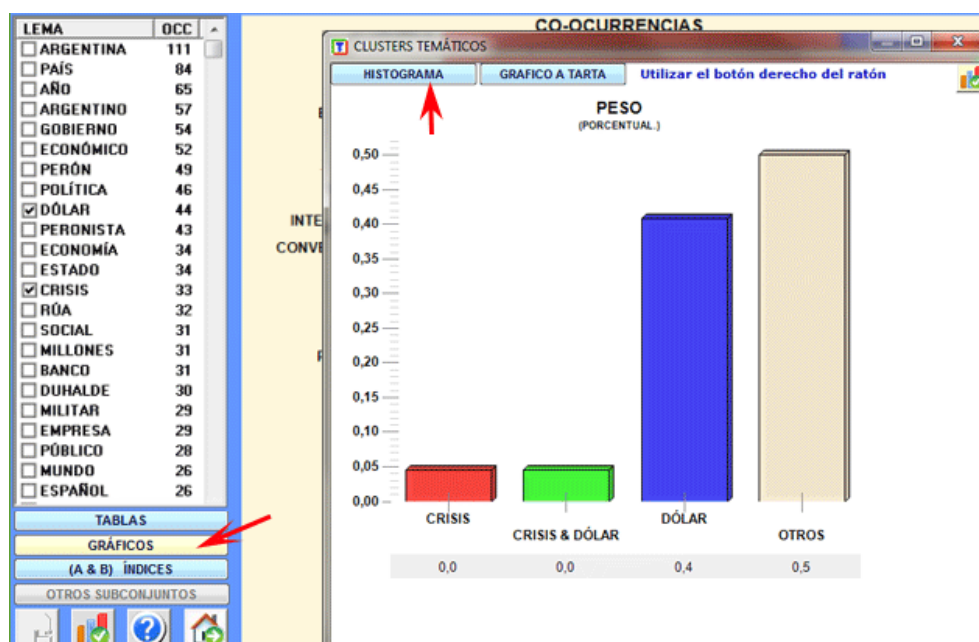 LEMA OCC
ARGENTINA 111
PAÍS 84
AÑO 65
ARGENTINO 57
GOBIERNO 54
ECONÓMICO 52
PERÓN 49
POLÍTICA 46
DÓLAR 44
PERONISTA 43
ECONOMÍA 34
ESTADO 34
CRISIS 33
RÚA 32
SOCIAL 31
MILLONES 31
BANCO 31
DUHALDE 30
MILITAR 29
EMPRESA 29
PÚBLICO 28
MUNDO 26
ESPAÑOL 26
TABLAS
GRÁFICOS
(A & B) ÍNDICES
OTROS SUBCONJUNTOS
CO-OCURRENCIAS
INTE
CONVE
T CLUSTERS TEMÁTICOS
HISTOGRAMA GRAFICO A TARTA Utilizar el botón derecho del ratón
PESO
(PORCENTUAL.)
0,50
0,45
0,40
0,35
0,30
0,25
0,20
0,15
0,10
0,05
0,00
CRISIS CRISIS & DÓLAR DÓLAR OTROS
0,0 0,0 0,4 0,5